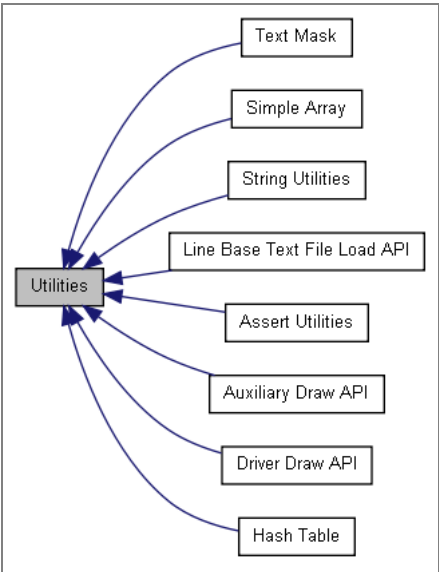 Text Mask
Simple Array
String Utilities
Line Base Text File Load API
Utilities
Assert Utilities
Auxiliary Draw API
Driver Draw API
Hash Table